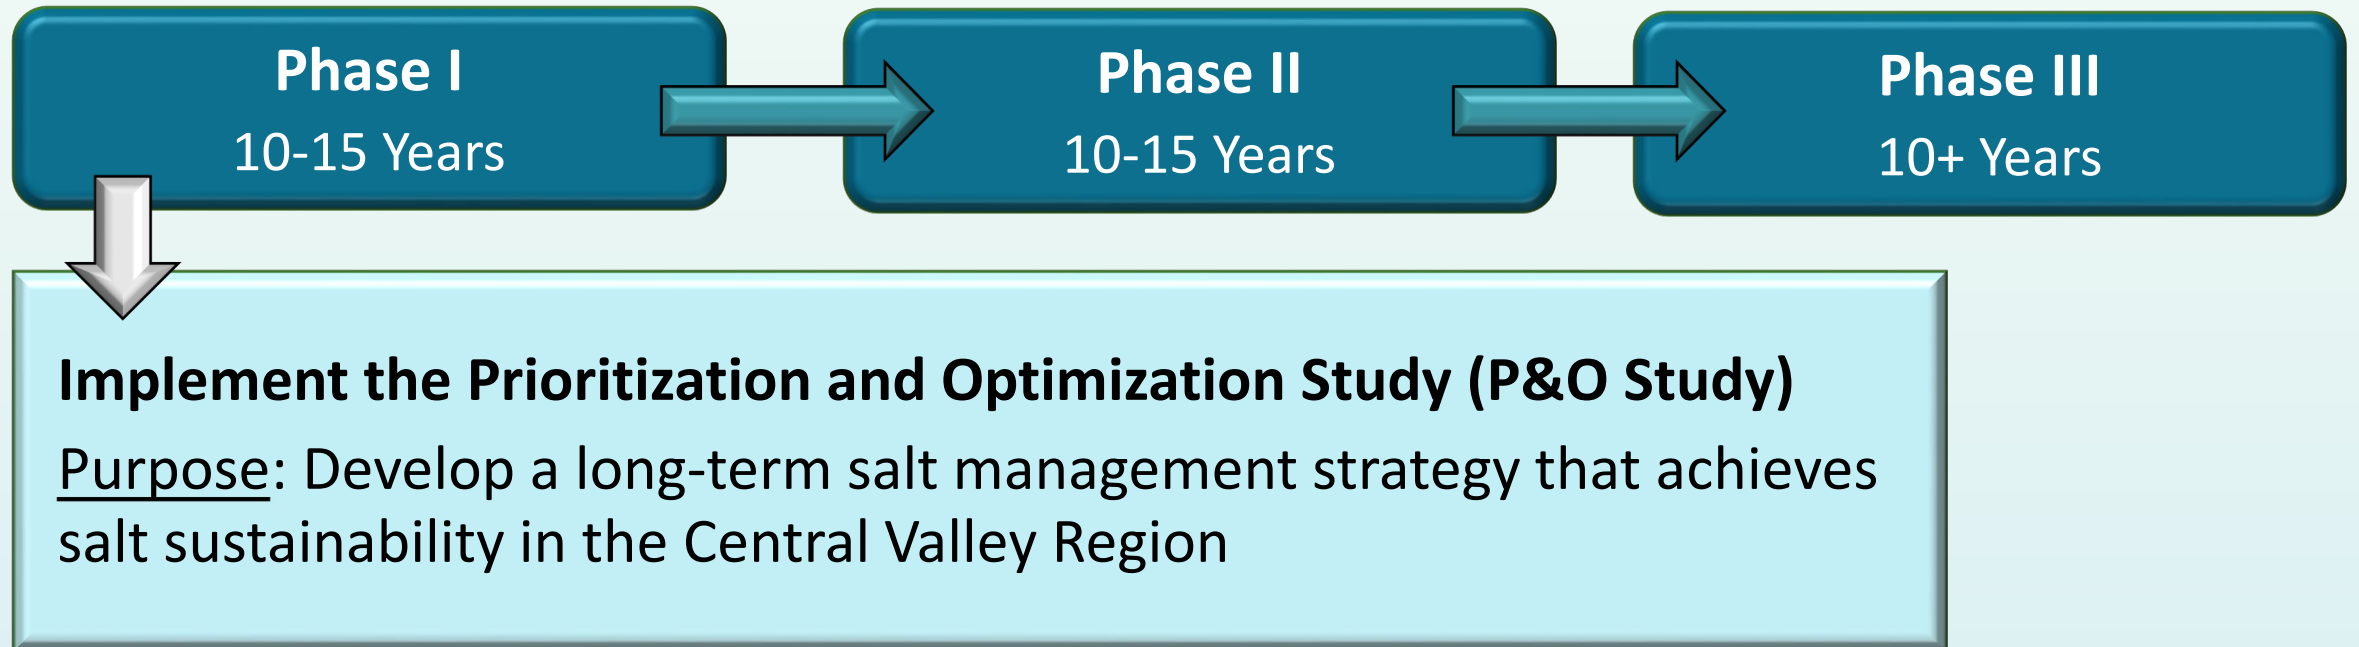 Phase I
10-15 Years
Phase II
10-15 Years
Phase III
10+ Years
Implement the Prioritization and Optimization Study (P&O Study)
Purpose: Develop a long-term salt management strategy that achieves
salt sustainability in the Central Valley Region